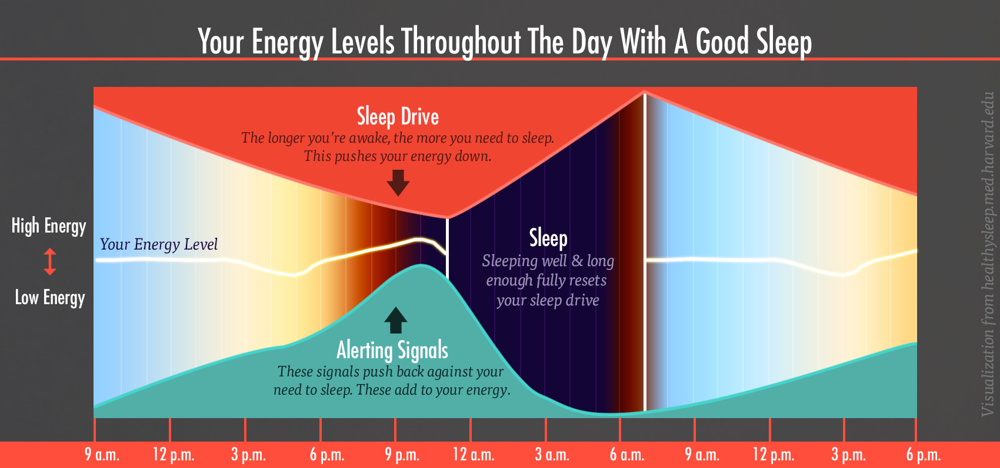 Your Energy Levels Throughout The Day With A Good Sleep
Sleep Drive
The longer you're awake, the more you need to sleep.
This pushes your energy down.
High Energy
Low Energy
Your Energy Level
Sleep
Sleeping well & long
enough fully resets
your sleep drive
Alerting Signals
These signals push back against your
need to sleep. These add to your energy.
9 a.m. 12 p.m. 3 p.m. 6 p.m. 9 p.m. 12 a.m. 3 a.m. 6 a.m. 9 a.m. 12 p.m. 3 p.m. 6 p.m.
Visualization from healthysleep.med.harvard.edu